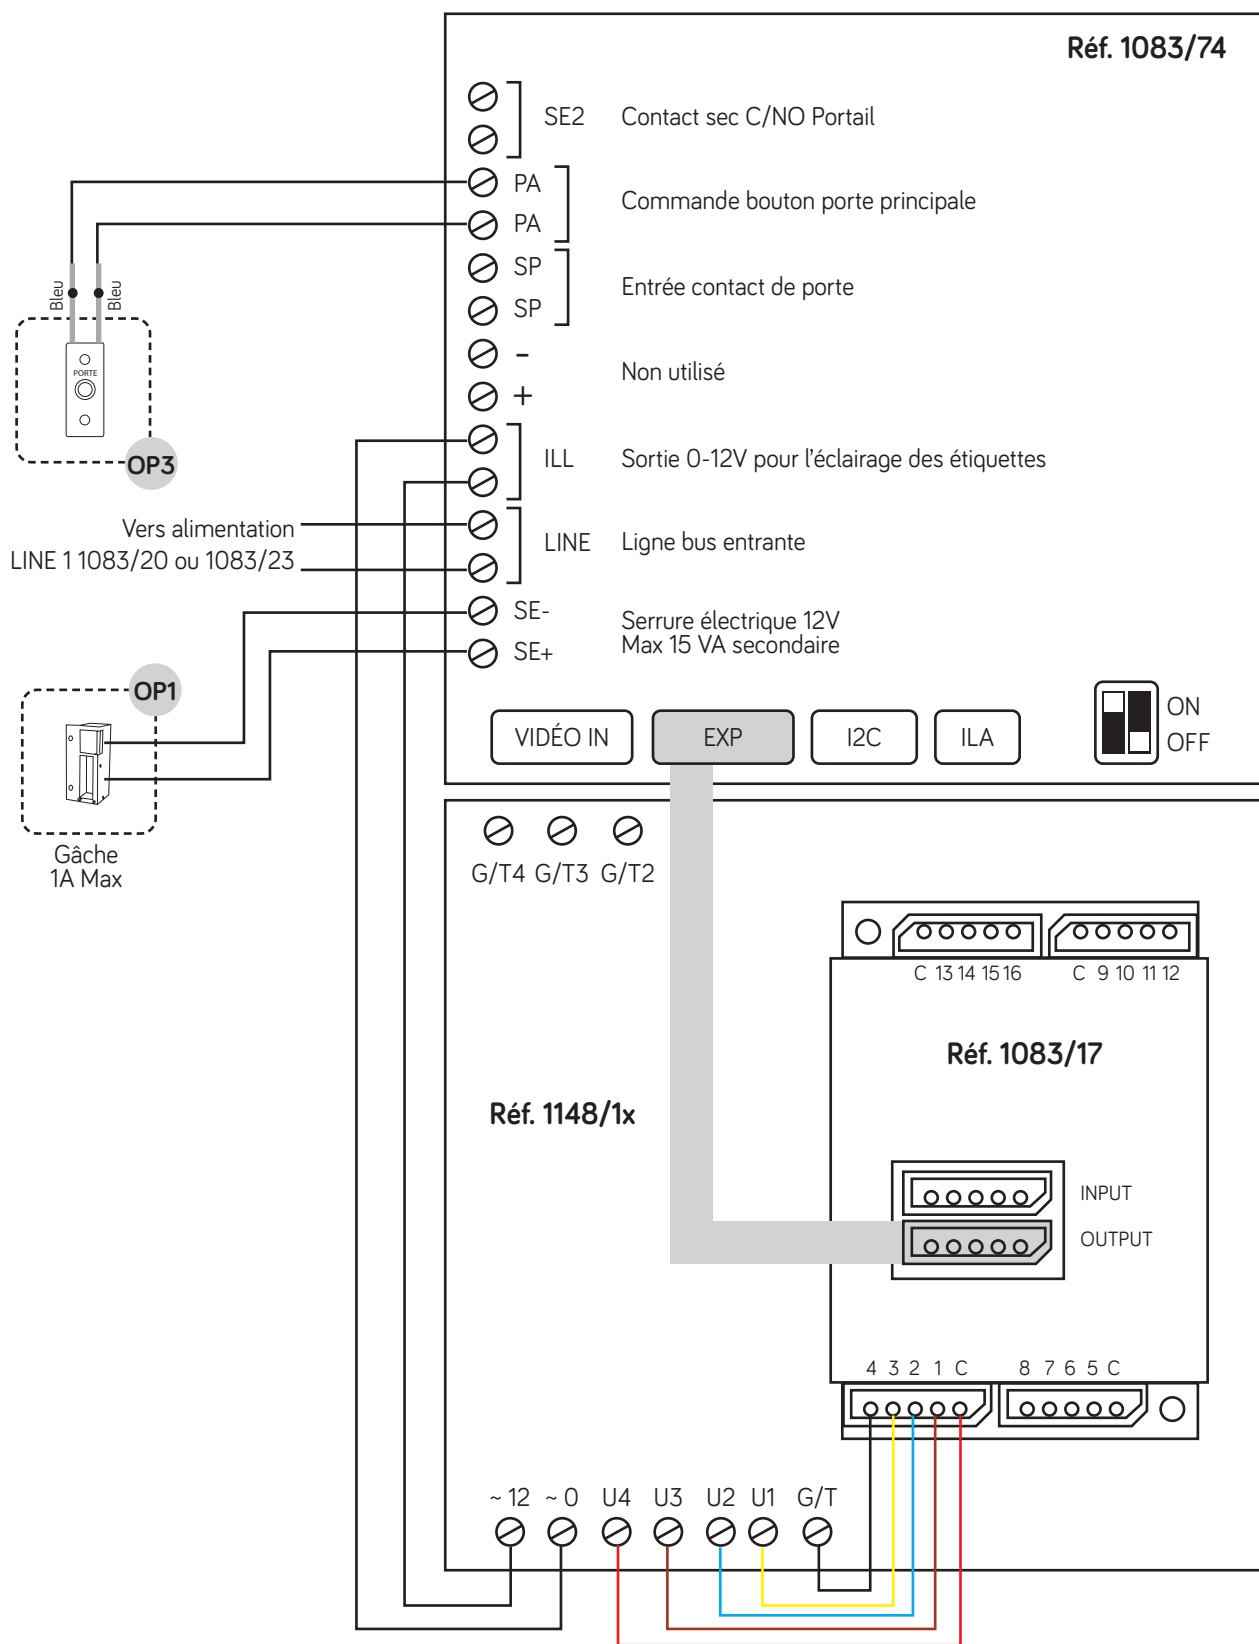 Réf. 1083/74
SE2 Contact sec C/NO Portail
PA
PA
Commande bouton porte principale
SP
SP
Entrée contact de porte
-
+
Non utilisé
ILL Sortie 0-12V pour l'éclairage des étiquettes
LINE Ligne bus entrante
SE-
SE+
Serrure électrique 12V
Max 15 VA secondaire
Bleu
Bleu
PORTE
OP3
Vers alimentation
LINE 1 1083/20 ou 1083/23
OP1
Gâche
1A Max
VIDÉO IN EXP I2C ILA
ON
OFF
G/T4 G/T3 G/T2
C 13 14 15 16 C 9 10 11 12
Réf. 1083/17
Réf. 1148/1x
INPUT
OUTPUT
4 3 2 1 C 8 7 6 5 C
~ 12 ~ 0 U4 U3 U2 U1 G/T